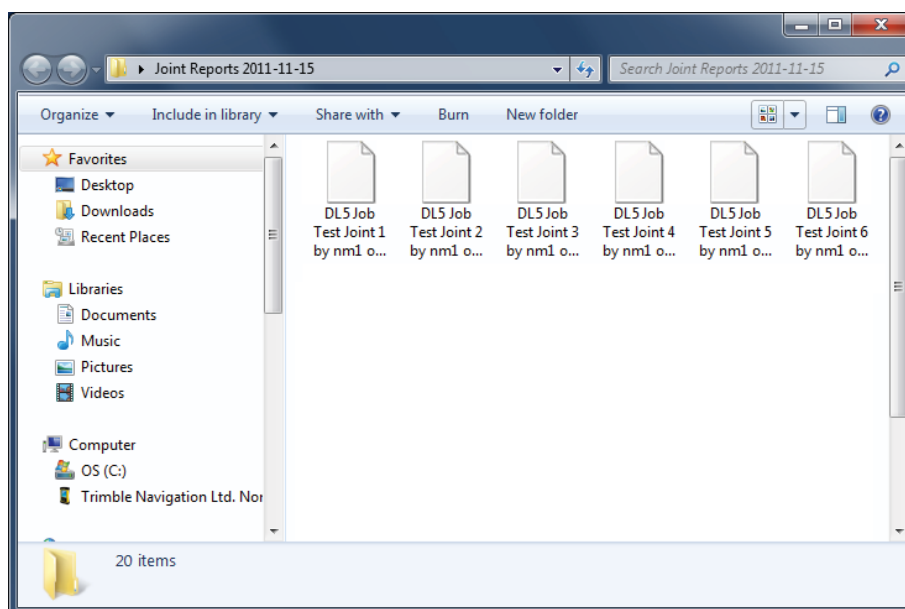 Joint Reports 2011-11-15
Search Joint Reports 2011-11-15
Organize Include in library Share with Burn New folder
Favorites
Desktop
Downloads
Recent Places
Libraries
Documents
Music
Pictures
Videos
Computer
OS (C:)
Trimble Navigation Ltd. Nor
DL5 Job
Test Joint 1
by nm1 o...
DL5 Job
Test Joint 2
by nm1 o...
DL5 Job
Test Joint 3
by nm1 o...
DL5 Job
Test Joint 4
by nm1 o...
DL5 Job
Test Joint 5
by nm1 o...
DL5 Job
Test Joint 6
by nm1 o...
20 items